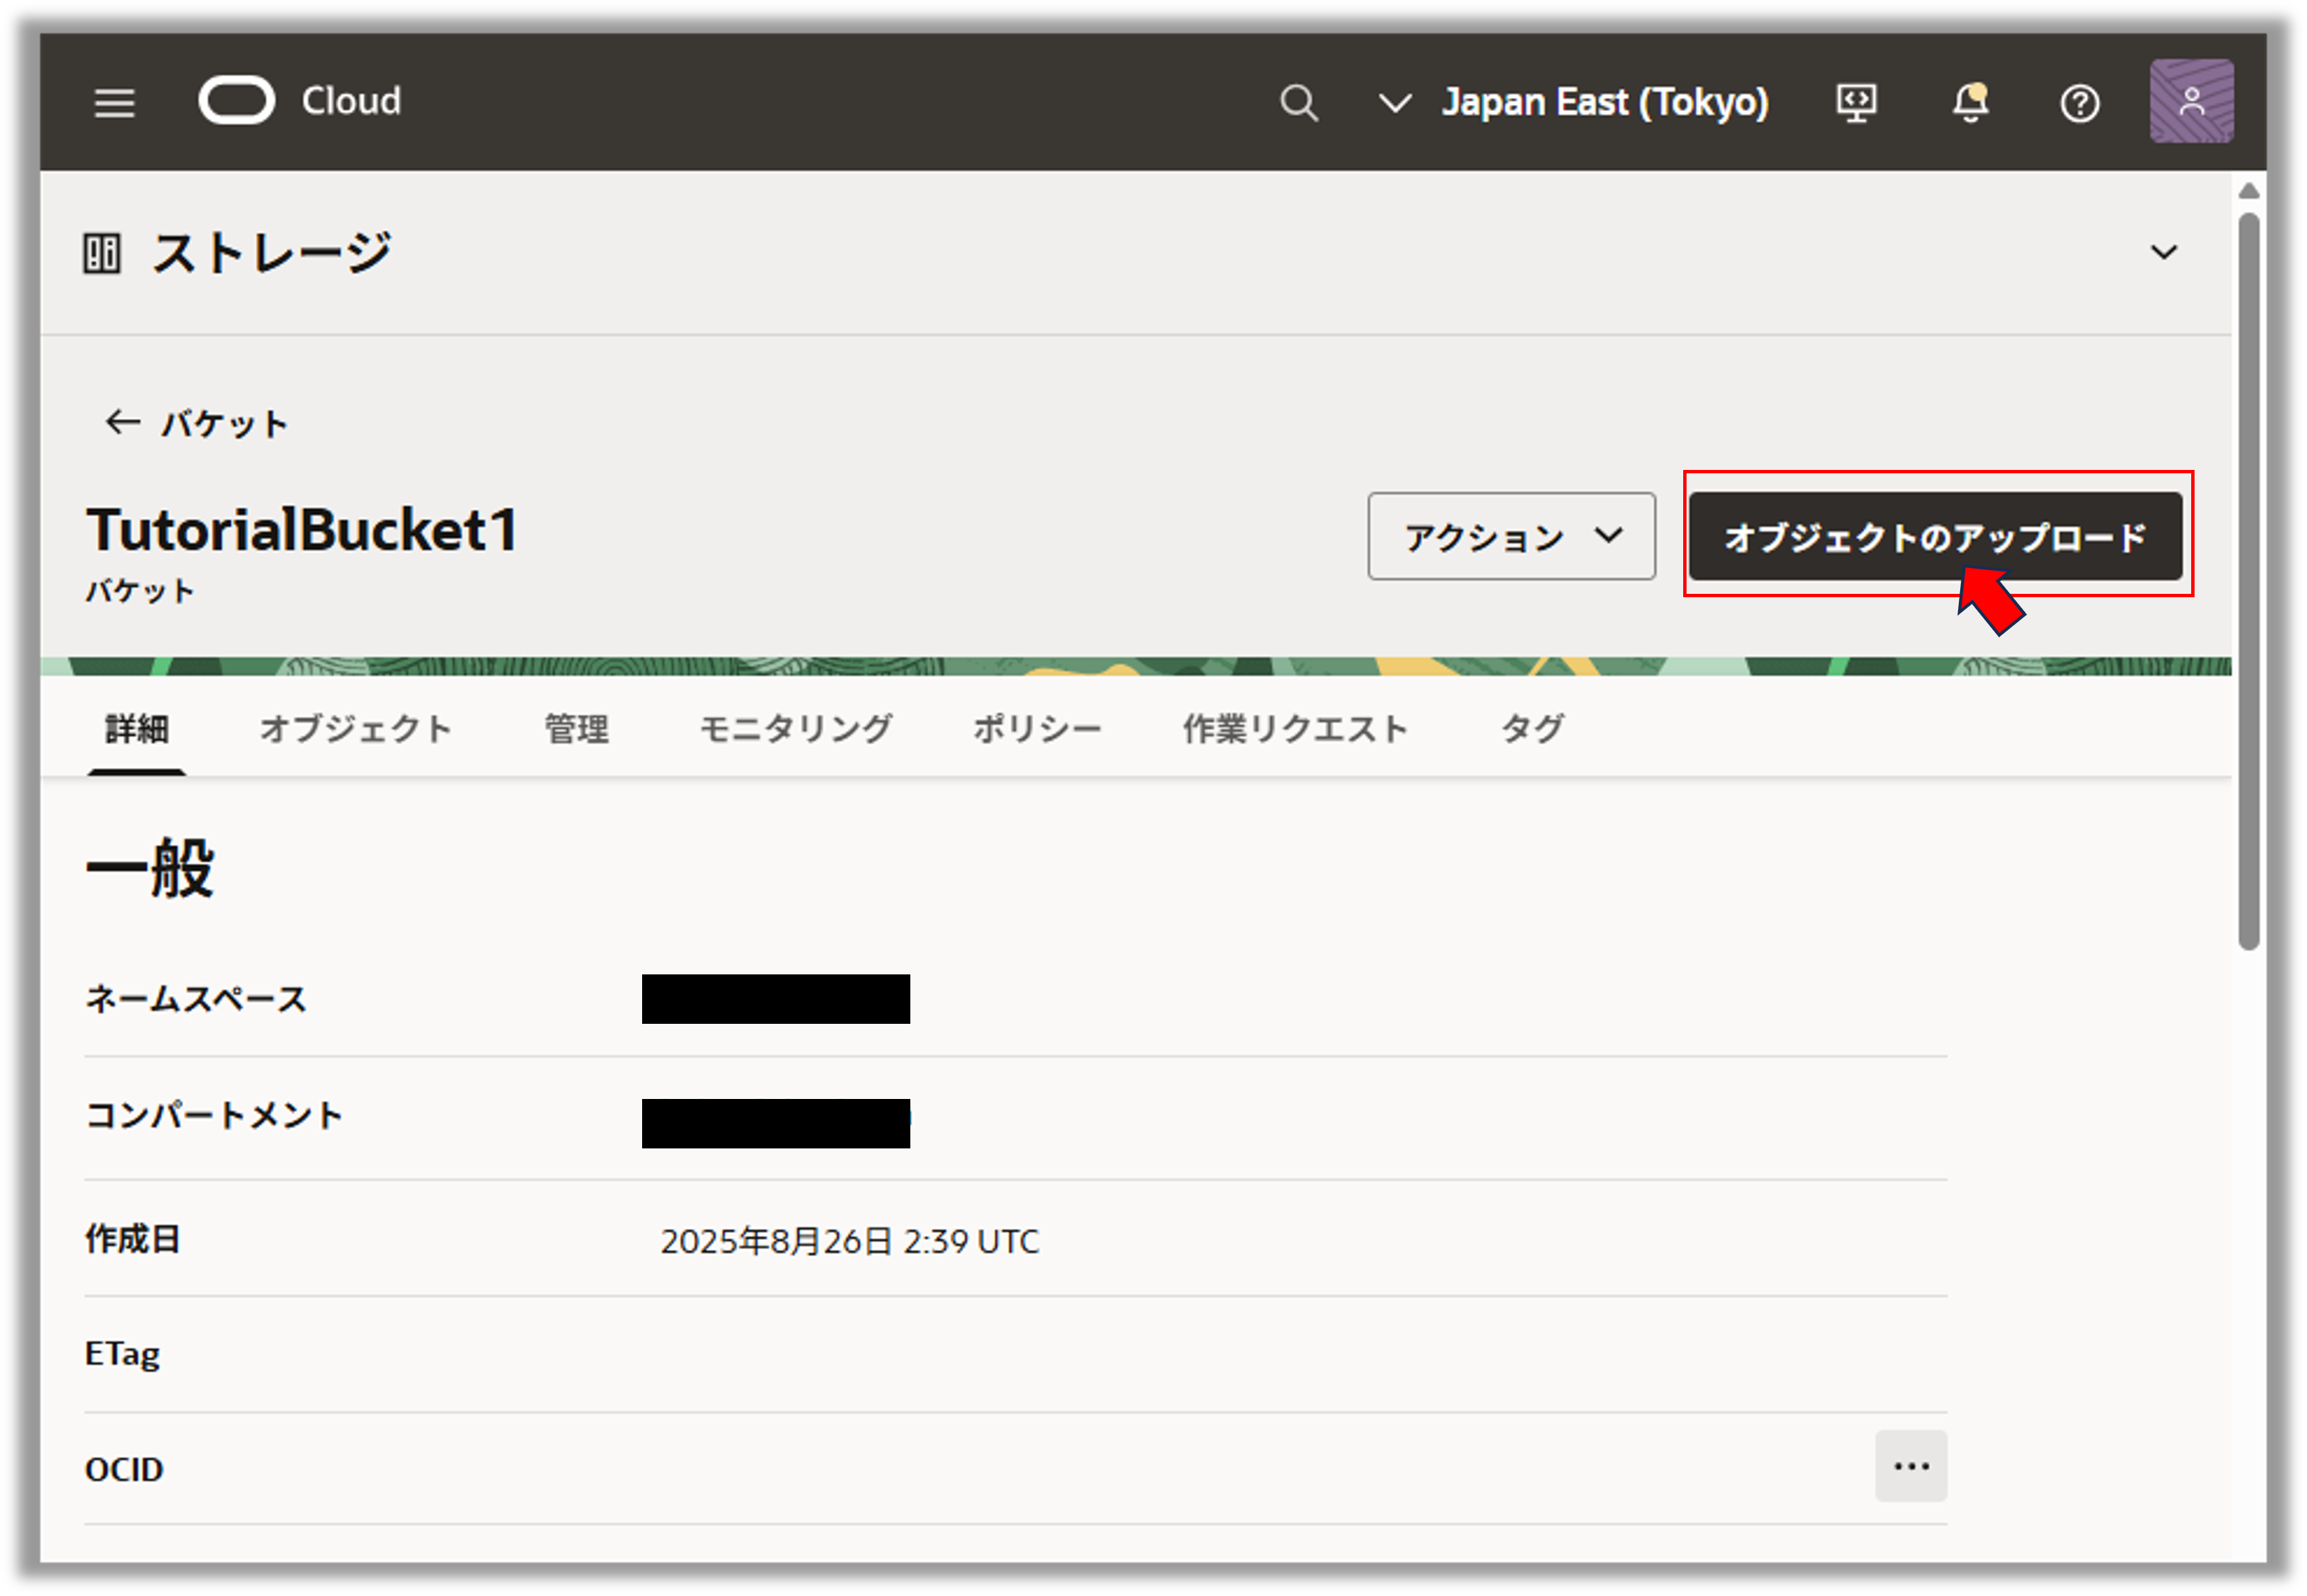 Cloud
Japan East (Tokyo)
ストレージ
← バケット
TutorialBucket1
バケット
アクション
オブジェクトのアップロード
詳細 オブジェクト 管理 モニタリング ポリシー 作業リクエスト タグ
一般
ネームスペース
コンパートメント
作成日 2025年8月26日 2:39 UTC
ETag
OCID